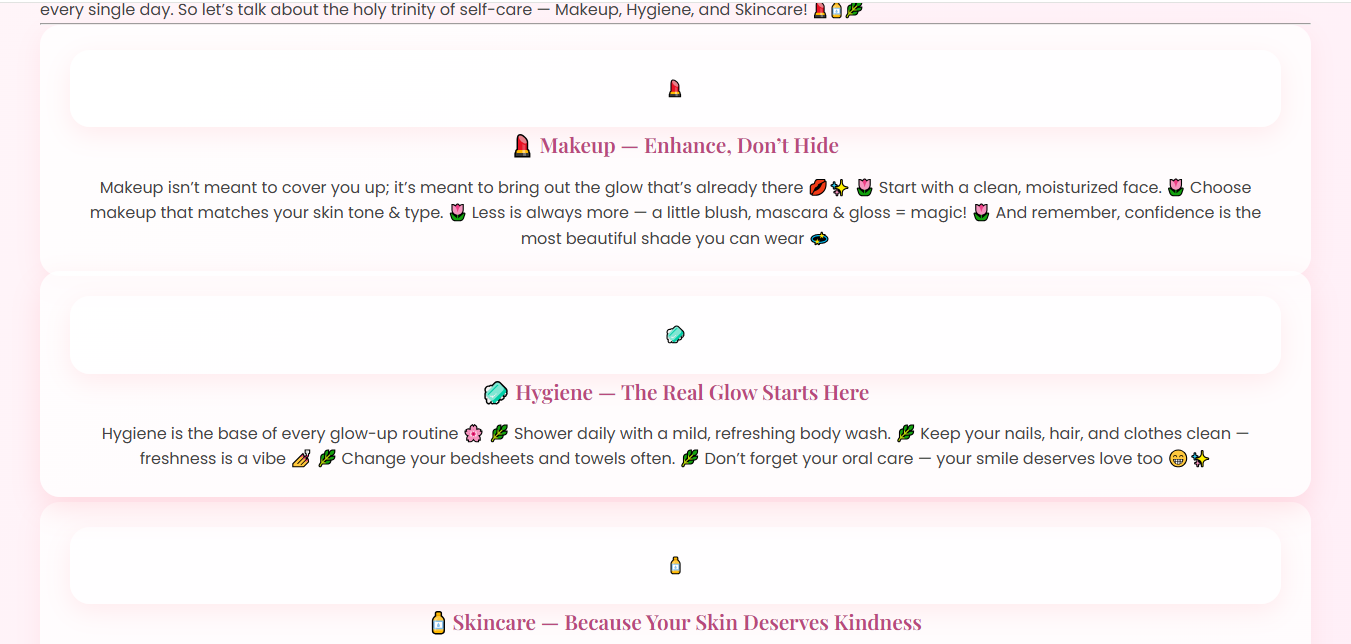 every single day. So let’s talk about the holy trinity of self-care — Makeup, Hygiene, and Skincare! 💄🧴🌿
💄
💄 Makeup — Enhance, Don’t Hide
Makeup isn’t meant to cover you up; it’s meant to bring out the glow that’s already there 💋✨ 🌷 Start with a clean, moisturized face. 🌷 Choose
makeup that matches your skin tone & type. 🌷 Less is always more — a little blush, mascara & gloss = magic! 🌷 And remember, confidence is the
most beautiful shade you can wear 💫
🧼
🧼 Hygiene — The Real Glow Starts Here
Hygiene is the base of every glow-up routine 🌸 🌿 Shower daily with a mild, refreshing body wash. 🌿 Keep your nails, hair, and clothes clean —
freshness is a vibe 💅 🌿 Change your bedsheets and towels often. 🌿 Don’t forget your oral care — your smile deserves love too 😁✨
🧴
🧴 Skincare — Because Your Skin Deserves Kindness